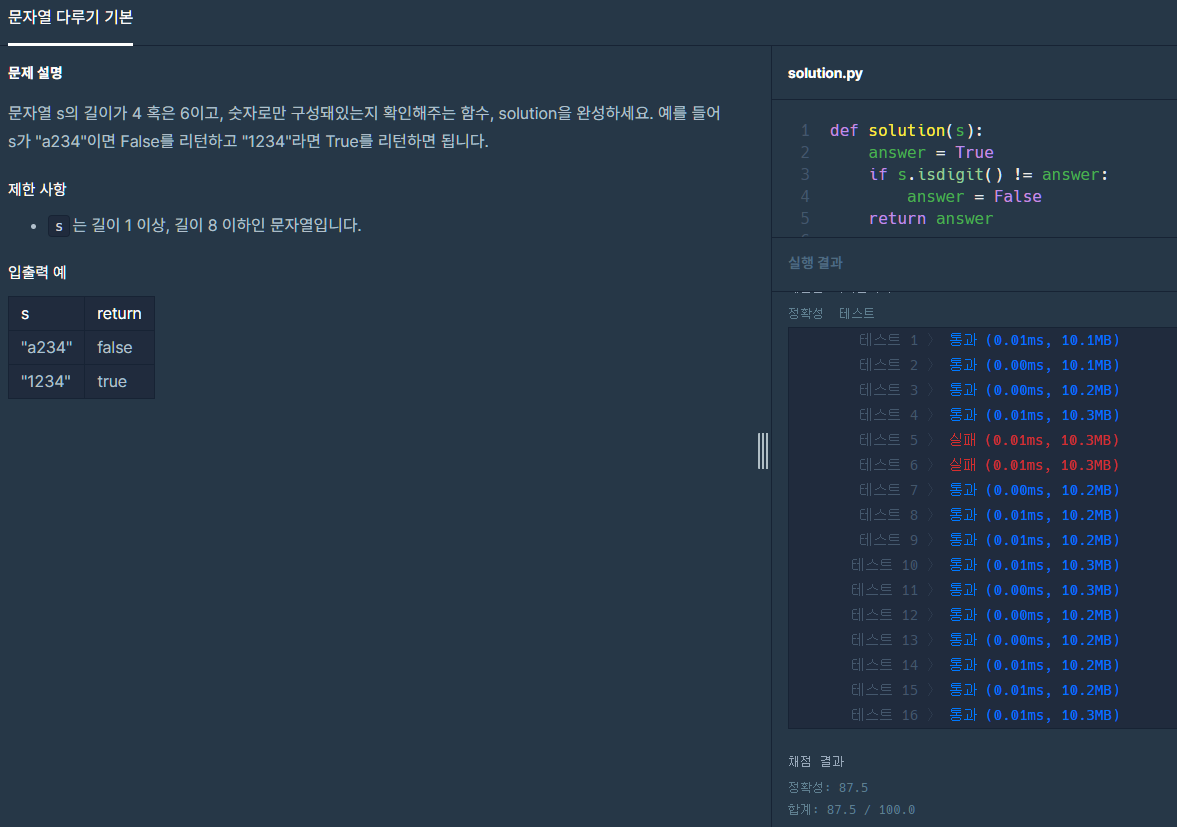 문자열 다루기 기본
문제 설명
문자열 s의 길이가 4 혹은 6이고, 숫자로만 구성돼있는지 확인해주는 함수, solution을 완성하세요. 예를 들어
s가 "a234"이면 False를 리턴하고 "1234"라면 True를 리턴하면 됩니다.
제한 사항
• s 는 길이 1 이상, 길이 8 이하인 문자열입니다.
입출력 예
s return
"a234" false
"1234" true
solution.py
1 def solution(s):
2 answer = True
3 if s.isdigit() != answer:
4 answer = False
5 return answer
실행 결과
정확성 테스트
테스트 1 〉 통과 (0.01ms, 10.1MB)
테스트 2 〉 통과 (0.00ms, 10.1MB)
테스트 3 〉 통과 (0.00ms, 10.2MB)
테스트 4 〉 통과 (0.01ms, 10.3MB)
테스트 5 〉 실패 (0.01ms, 10.3MB)
테스트 6 〉 실패 (0.01ms, 10.3MB)
테스트 7 〉 통과 (0.00ms, 10.2MB)
테스트 8 〉 통과 (0.01ms, 10.2MB)
테스트 9 〉 통과 (0.01ms, 10.2MB)
테스트 10 〉 통과 (0.01ms, 10.3MB)
테스트 11 〉 통과 (0.00ms, 10.3MB)
테스트 12 〉 통과 (0.00ms, 10.2MB)
테스트 13 〉 통과 (0.00ms, 10.2MB)
테스트 14 〉 통과 (0.01ms, 10.2MB)
테스트 15 〉 통과 (0.01ms, 10.2MB)
테스트 16 〉 통과 (0.01ms, 10.3MB)
채점 결과
정확성: 87.5
합계: 87.5 / 100.0